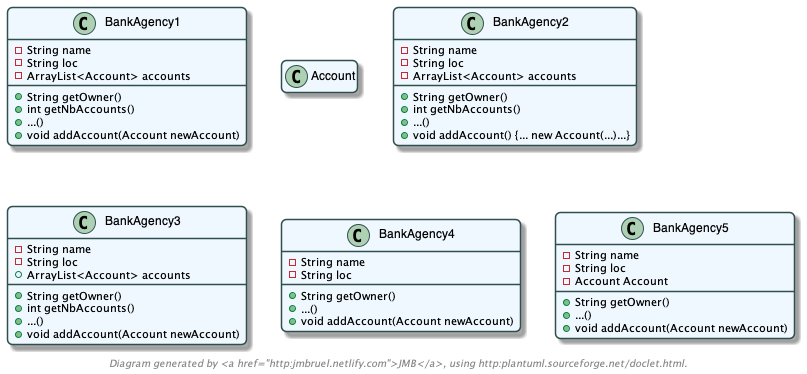 C BankAgency1
String name
String loc
ArrayList<Account> accounts
String getOwner()
int getNbAccounts()
...()
void addAccount(Account newAccount)
C Account
C BankAgency2
String name
String loc
ArrayList<Account> accounts
String getOwner()
int getNbAccounts()
...()
void addAccount() {... new Account(...)...}
C BankAgency3
String name
String loc
ArrayList<Account> accounts
String getOwner()
int getNbAccounts()
...()
void addAccount(Account newAccount)
C BankAgency4
String name
String loc
String getOwner()
...()
void addAccount(Account newAccount)
C BankAgency5
String name
String loc
Account Account
String getOwner()
...()
void addAccount(Account newAccount)
Diagram generated by <a href="http:jmbruel.netlify.com">JMB</a>, using http:plantuml.sourceforge.net/doclet.html.